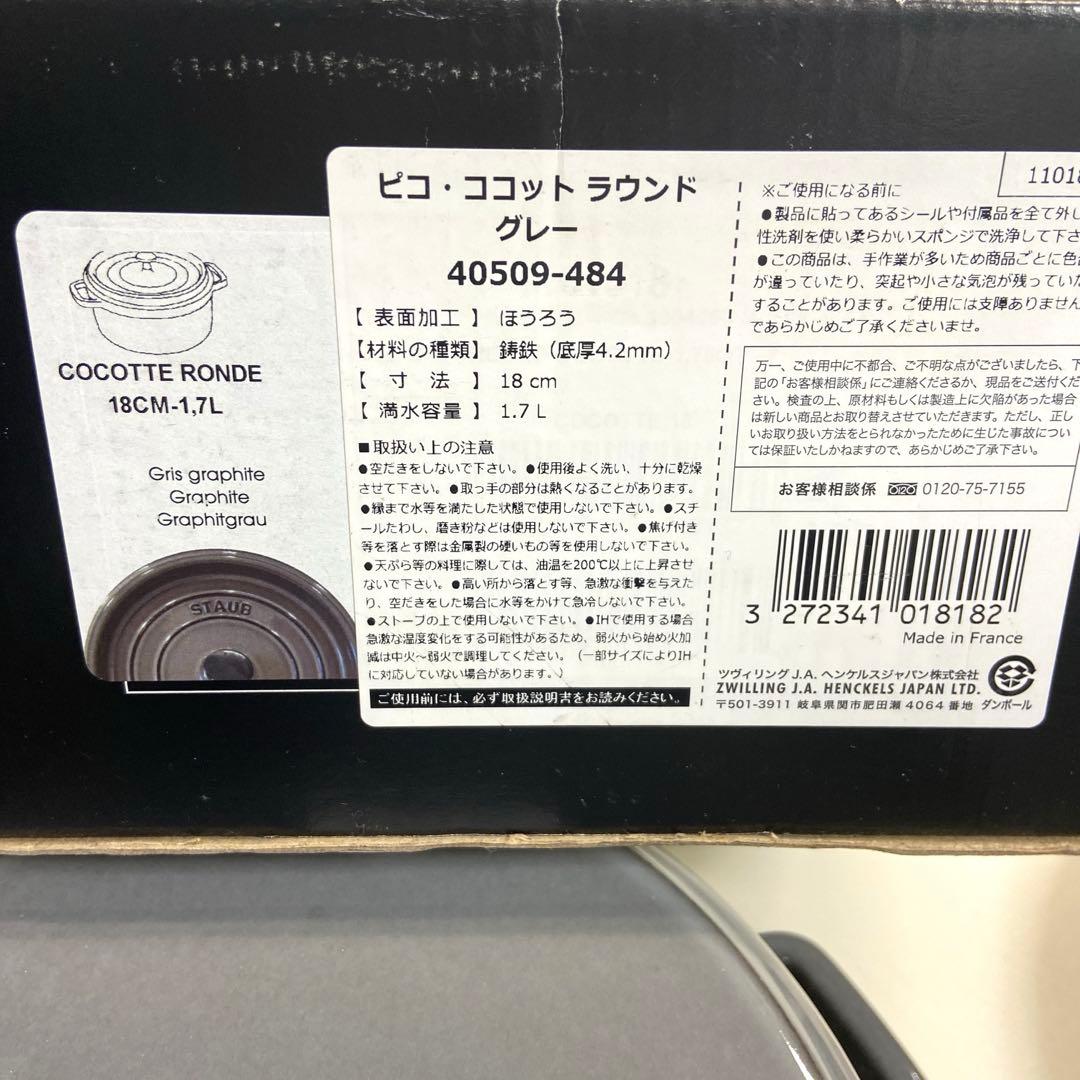 COCOTTE RONDE
18CM-1,7L
Gris graphite
Graphite
Graphitgrau
STAUB
ピコ・ココット ラウンド
グレー
40509-484
【 表面加工 】 ほうろう
【材料の種類】 鋳鉄（底厚4.2mm）
【 寸 法 】 18 cm
【 満水容量 】 1.7 L
■取扱い上の注意
●空だきをしないで下さい。●使用後よく洗い、十分に乾燥
させて下さい。●取っ手の部分は熱くなることがあります。
●縁まで水等を満たした状態で使用しないで下さい。●スチ
ールたわし、磨き粉などは使用しないで下さい。●焦げ付き
等を落とす際は金属製の硬いもの等を使用しないで下さい。
●天ぷら等の料理に際しては、油温を200℃以上に上昇させ
ないで下さい。●高い所から落とす等、急激な衝撃を与えた
り、空だきをした場合に水等をかけて急冷しないで下さい。
●ストーブの上で使用しないで下さい。●IHで使用する場合
急激な温度変化をする可能性があるため、弱火から始め火加
減は中火～弱火で調理してください。（一部サイズによりIH
に対応していない場合があります。）
ご使用前には、必ず取扱説明書をお読みください。
11018
※ご使用になる前に
●製品に貼ってあるシールや付属品を全て外し
性洗剤を使い柔らかいスポンジで洗浄して下さ
●この商品は、手作業が多いため商品ごとに色
が違っていたり、突起や小さな気泡が残っていた
することがあります。ご使用には支障ありません
であらかじめご了承くださいませ。
万一、ご使用中に不都合、ご不明な点がございましたら、下
記の「お客様相談係」にご連絡くださるか、現品をご送付くだ
さい。検査の上、原材料もしくは製造上に欠陥があった場合
は新しい商品とお取り替えさせていただきます。ただし、正し
いお取り扱い方法をとられなかったために生じた事故につい
ては保証いたしかねますので、あらかじめご了承下さい。
お客様相談係 0120-75-7155
3 272341 018182
Made in France
ツヴィリング J.A. ヘンケルスジャパン株式会社
ZWILLING J.A. HENCKELS JAPAN LTD.
〒501-3911 岐阜県関市肥田瀬 4064 番地
ダンボール